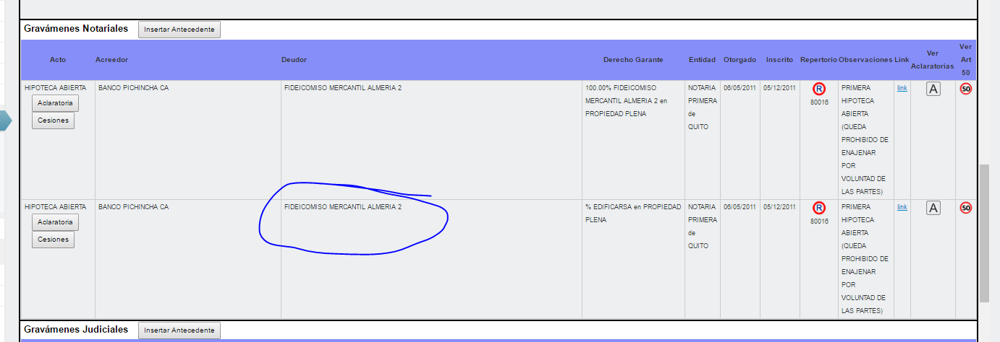 Gravámenes Notariales Insertar Antecedente
Acto Acreedor Deudor Derecho Garante Entidad Otorgado Inscrito Repertorio Observaciones Link Ver Aclaratorias Ver Art 50
HIPOTECA ABIERTA BANCO PICHINCHA CA FIDEICOMISO MERCANTIL ALMERIA 2 100.00% FIDEICOMISO NOTARIA 06/05/2011 05/12/2011 R PRIMERA link A 50
Aclaratoria MERCANTIL ALMERIA 2 en PRIMERA 80016 HIPOTECA
Cesiones PROPIEDAD PLENA de ABIERTA
QUITO (QUEDA
PROHIBIDO DE
ENAJENAR
POR
VOLUNTAD DE
LAS PARTES)
HIPOTECA ABIERTA BANCO PICHINCHA CA FIDEICOMISO MERCANTIL ALMERIA 2 % EDIFICARSA en PROPIEDAD NOTARIA 06/05/2011 05/12/2011 R PRIMERA link A 50
Aclaratoria PLENA PRIMERA 80016 HIPOTECA
Cesiones de ABIERTA
QUITO (QUEDA
PROHIBIDO DE
ENAJENAR
POR
VOLUNTAD DE
LAS PARTES)
Gravámenes Judiciales Insertar Antecedente